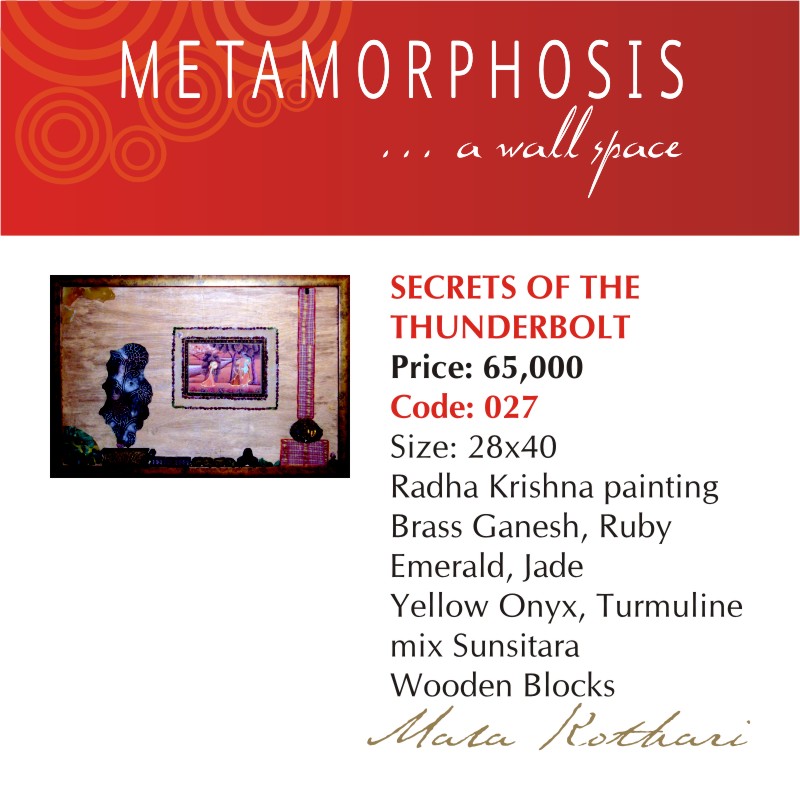 METAMORPHOSIS
... a wall space
SECRETS OF THE
THUNDERBOLT
Price: 65,000
Code: 027
Size: 28x40
Radha Krishna painting
Brass Ganesh, Ruby
Emerald, Jade
Yellow Onyx, Turmuline
mix Sunsitara
Wooden Blocks
Mala Kothari